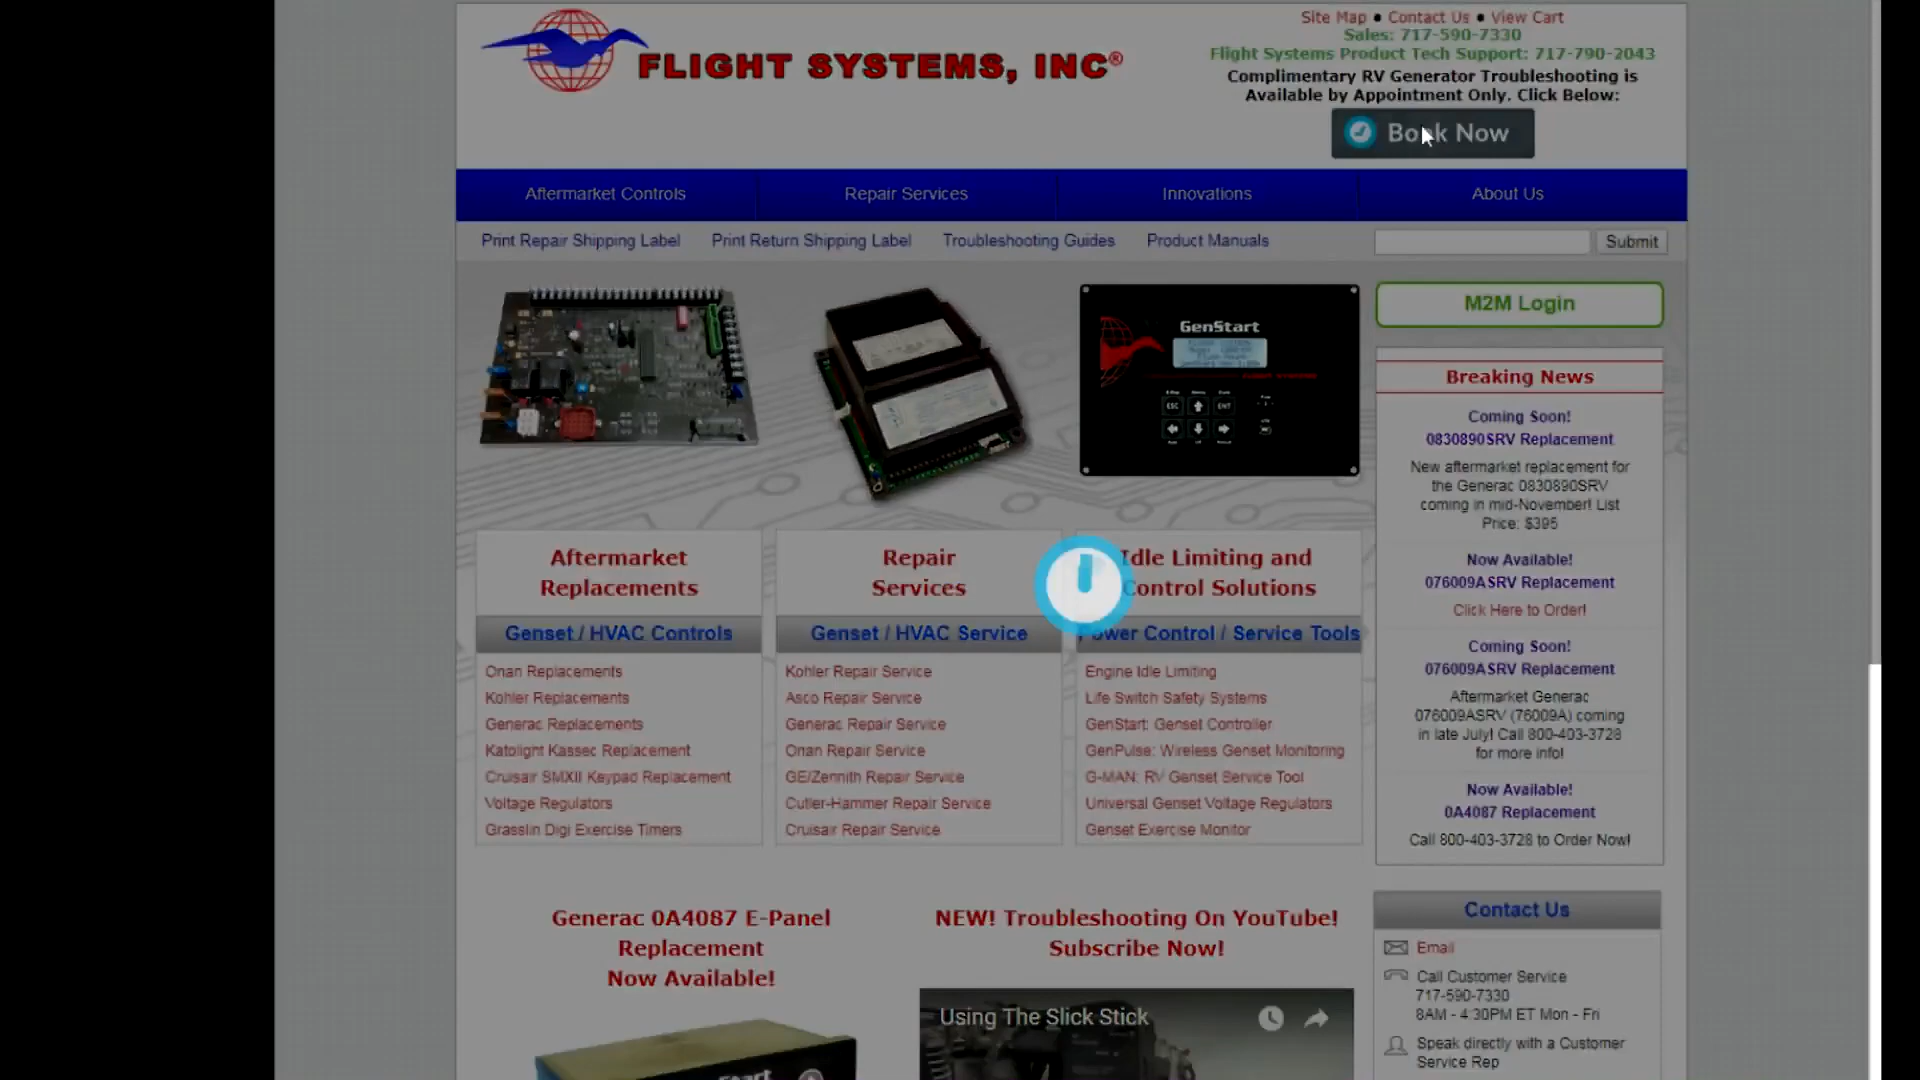 FLIGHT SYSTEMS, INC®
Site Map • Contact Us • View Cart
Sales: 717-590-7330
Flight Systems Product Tech Support: 717-790-2043
Complimentary RV Generator Troubleshooting is
Available by Appointment Only. Click Below:
Book Now
Aftermarket Controls
Repair Services
Innovations
About Us
Print Repair Shipping Label
Print Return Shipping Label
Troubleshooting Guides
Product Manuals
Submit
GenStart
ESC
ENT
M2M Login
Breaking News
Coming Soon!
0830890SRV Replacement
New aftermarket replacement for
the Generac 0830890SRV
coming in mid-November! List
Price: $395
Now Available!
076009ASRV Replacement
Click Here to Order!
Coming Soon!
076009ASRV Replacement
Aftermarket Generac
076009ASRV (76009A) coming
in late July! Call 800-403-3728
for more info!
Now Available!
0A4087 Replacement
Call 800-403-3728 to Order Now!
Aftermarket
Replacements
Genset / HVAC Controls
Onan Replacements
Kohler Replacements
Generac Replacements
Katolight Kassec Replacement
Cruisair SMXII Keypad Replacement
Voltage Regulators
Grasslin Digi Exercise Timers
Repair
Services
Genset / HVAC Service
Kohler Repair Service
Asco Repair Service
Generac Repair Service
Onan Repair Service
GE/Zennith Repair Service
Cutler-Hammer Repair Service
Cruisair Repair Service
Idle Limiting and
Control Solutions
Power Control / Service Tools
Engine Idle Limiting
Life Switch Safety Systems
GenStart: Genset Controller
GenPulse: Wireless Genset Monitoring
G-MAN: RV Genset Service Tool
Universal Genset Voltage Regulators
Genset Exercise Monitor
Generac 0A4087 E-Panel
Replacement
Now Available!
NEW! Troubleshooting On YouTube!
Subscribe Now!
Using The Slick Stick
Contact Us
Email
Call Customer Service
717-590-7330
8AM - 4:30PM ET Mon - Fri
Speak directly with a Customer
Service Rep